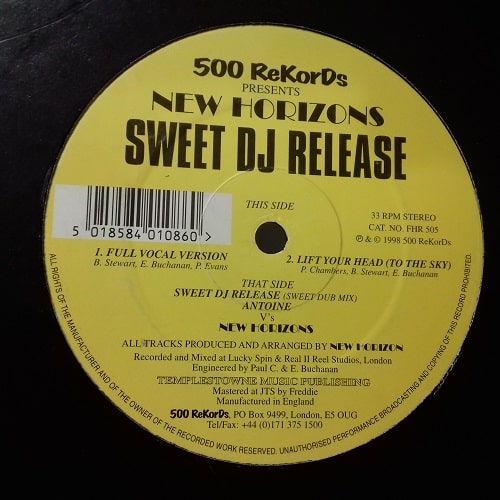 500 ReKorDs
PRESENTS
NEW HORIZONS
SWEET DJ RELEASE
THIS SIDE
5 018584 010860 >
33 RPM STEREO
CAT. NO. FHR 505
℗ & © 1998 500 ReKorDs
1. FULL VOCAL VERSION
B. Stewart, E. Buchanan, P. Evans
2. LIFT YOUR HEAD (TO THE SKY)
P. Chambers, B. Stewart, E. Buchanan
THAT SIDE
SWEET DJ RELEASE (SWEET DUB MIX)
ANTOINE
V's
NEW HORIZONS
ALL TRACKS PRODUCED AND ARRANGED BY NEW HORIZON
Recorded and Mixed at Lucky Spin & Real II Reel Studios, London
Engineered by Paul C. & E. Buchanan
TEMPLESTOWNE MUSIC PUBLISHING
Mastered at JTS by Freddie
Manufactured in England
500 ReKorDs, PO Box 9499, London, E5 OUG
Tel/Fax: +44 (0)171 375 1500
ALL RIGHTS OF THE MANUFACTURER AND OF THE OWNER OF THE RECORDED WORK RESERVED. UNAUTHORISED PERFORMANCE BROADCASTING AND COPYING OF THIS RECORD PROHIBITED.